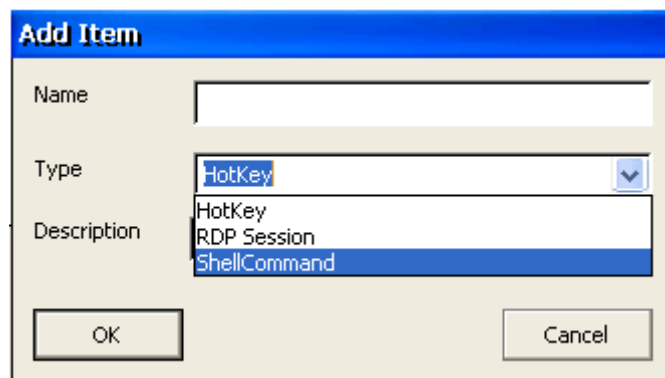 Add Item
Name
Type
HotKey
HotKey
RDP Session
Description
ShellCommand
OK
Cancel